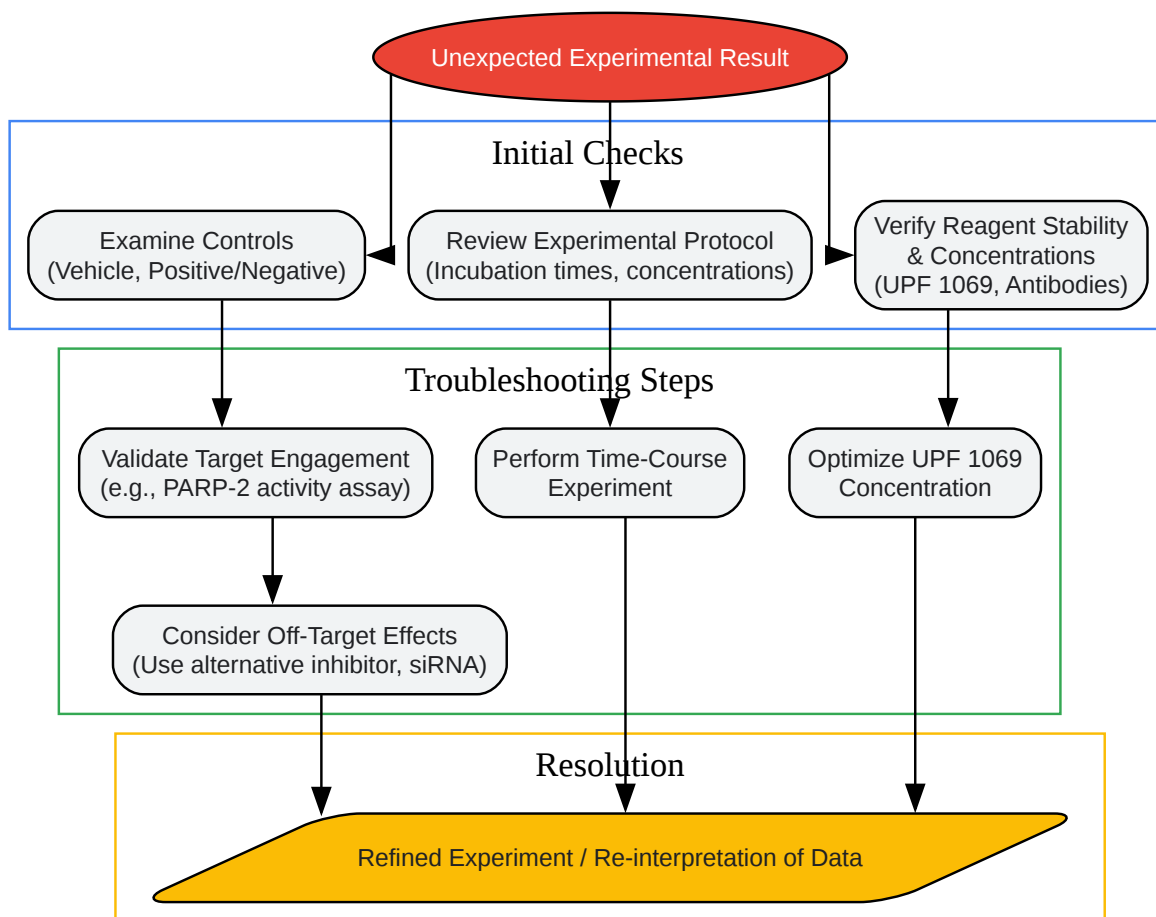 Unexpected Experimental Result
Initial Checks
Examine Controls
(Vehicle, Positive/Negative)
Review Experimental Protocol
(Incubation times, concentrations)
Verify Reagent Stability
& Concentrations
(UPF 1069, Antibodies)
Troubleshooting Steps
Validate Target Engagement
(e.g., PARP-2 activity assay)
Perform Time-Course
Experiment
Optimize UPF 1069
Concentration
Consider Off-Target Effects
(Use alternative inhibitor, siRNA)
Resolution
Refined Experiment / Re-interpretation of Data